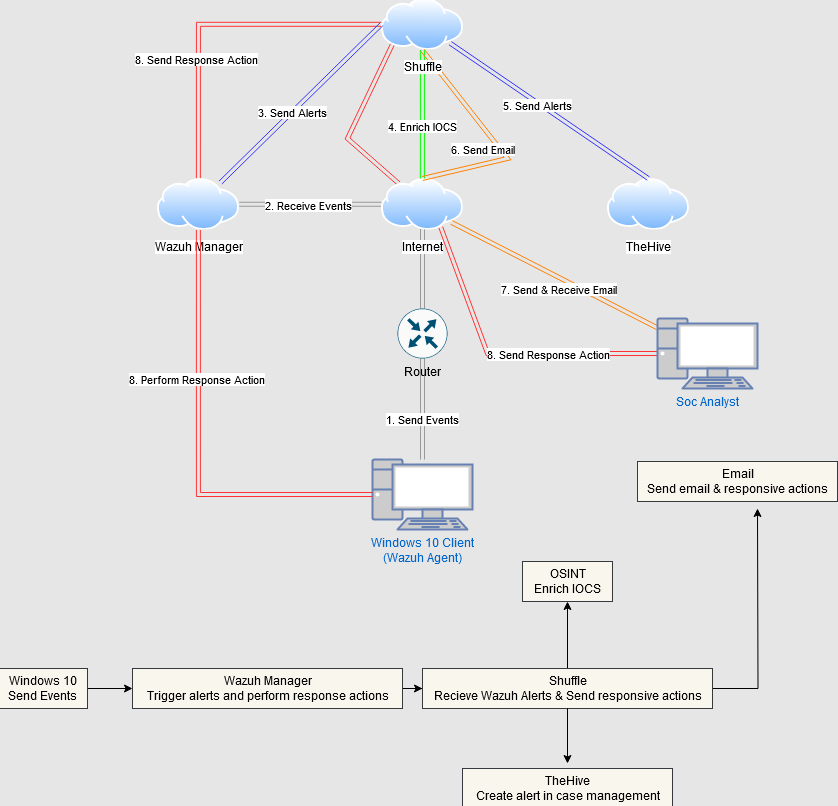 Shuffle
8. Send Response Action
3. Send Alerts
5. Send Alerts
4. Enrich IOCS
6. Send Email
2. Receive Events
Wazuh Manager
Internet
TheHive
7. Send & Receive Email
8. Send Response Action
Router
8. Perform Response Action
Soc Analyst
1. Send Events
Windows 10 Client
(Wazuh Agent)
Email
Send email & responsive actions
OSINT
Enrich IOCS
Windows 10
Send Events
Wazuh Manager
Trigger alerts and perform response actions
Shuffle
Recieve Wazuh Alerts & Send responsive actions
TheHive
Create alert in case management